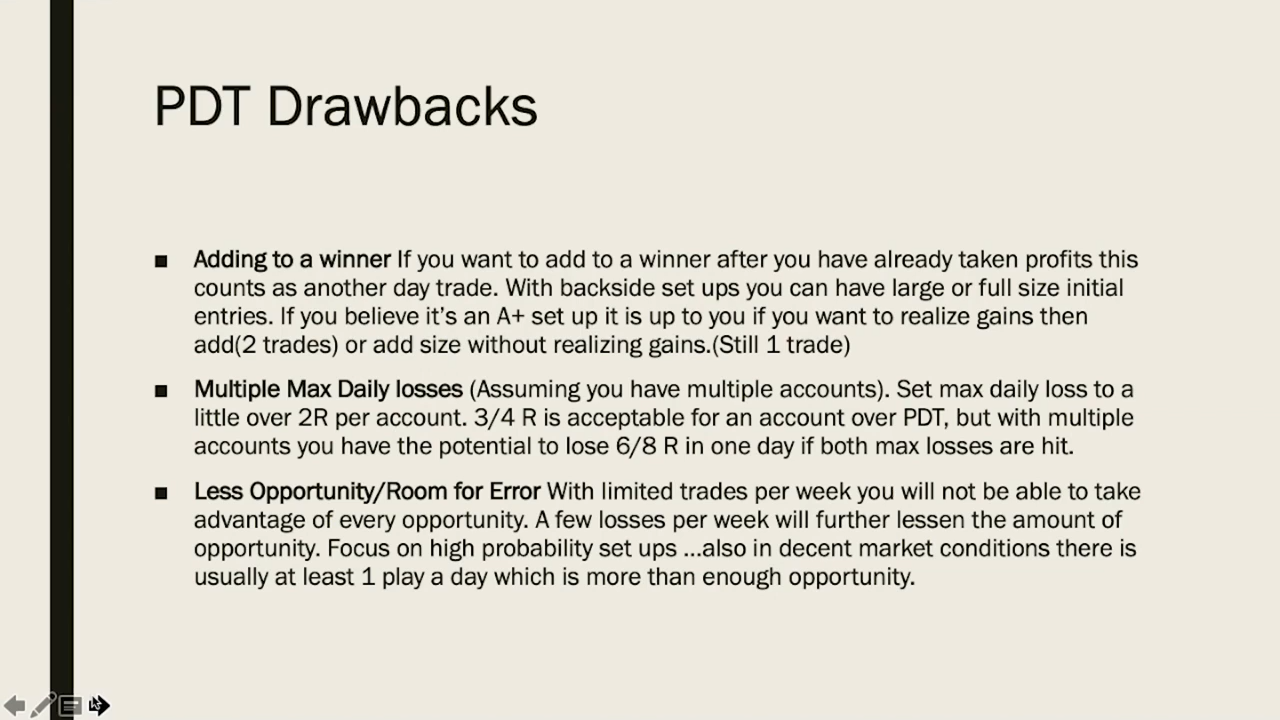 PDT Drawbacks
■ Adding to a winner If you want to add to a winner after you have already taken profits this
counts as another day trade. With backside set ups you can have large or full size initial
entries. If you believe it’s an A+ set up it is up to you if you want to realize gains then
add(2 trades) or add size without realizing gains.(Still 1 trade)
■ Multiple Max Daily losses (Assuming you have multiple accounts). Set max daily loss to a
little over 2R per account. 3/4 R is acceptable for an account over PDT, but with multiple
accounts you have the potential to lose 6/8 R in one day if both max losses are hit.
■ Less Opportunity/Room for Error With limited trades per week you will not be able to take
advantage of every opportunity. A few losses per week will further lessen the amount of
opportunity. Focus on high probability set ups ...also in decent market conditions there is
usually at least 1 play a day which is more than enough opportunity.